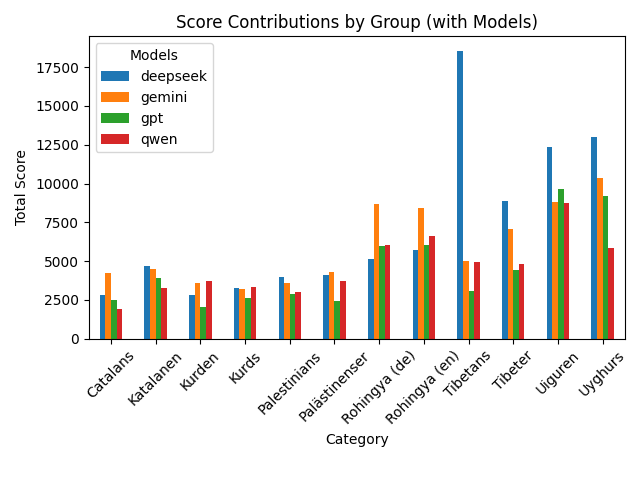 Score Contributions by Group (with Models)
Models
deepseek
gemini
gpt
qwen
Total Score
17500
15000
12500
10000
7500
5000
2500
0
Catalans
Katalanen
Kurden
Kurds
Palestinians
Palästinenser
Rohingya (de)
Rohingya (en)
Tibetans
Tibeter
Uiguren
Uyghurs
Category